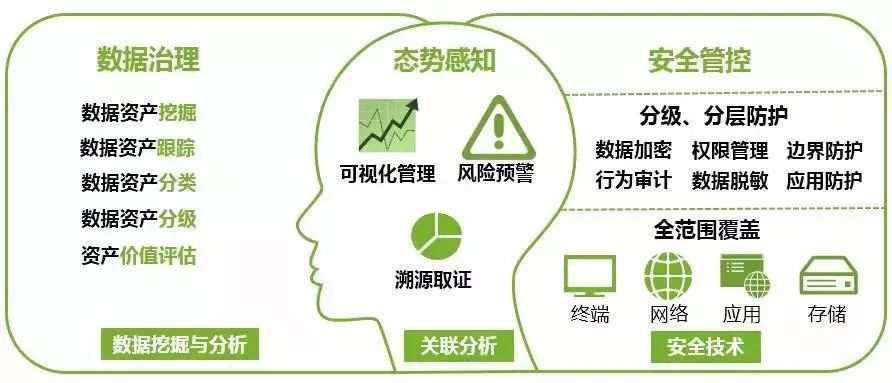 数据治理
数据资产挖掘
数据资产跟踪
数据资产分类
数据资产分级
资产价值评估
数据挖掘与分析
态势感知
可视化管理 风险预警
溯源取证
关联分析
安全管控
分级、分层防护
数据加密 权限管理 边界防护
行为审计 数据脱敏 应用防护
全范围覆盖
终端 网络 应用 存储
安全技术